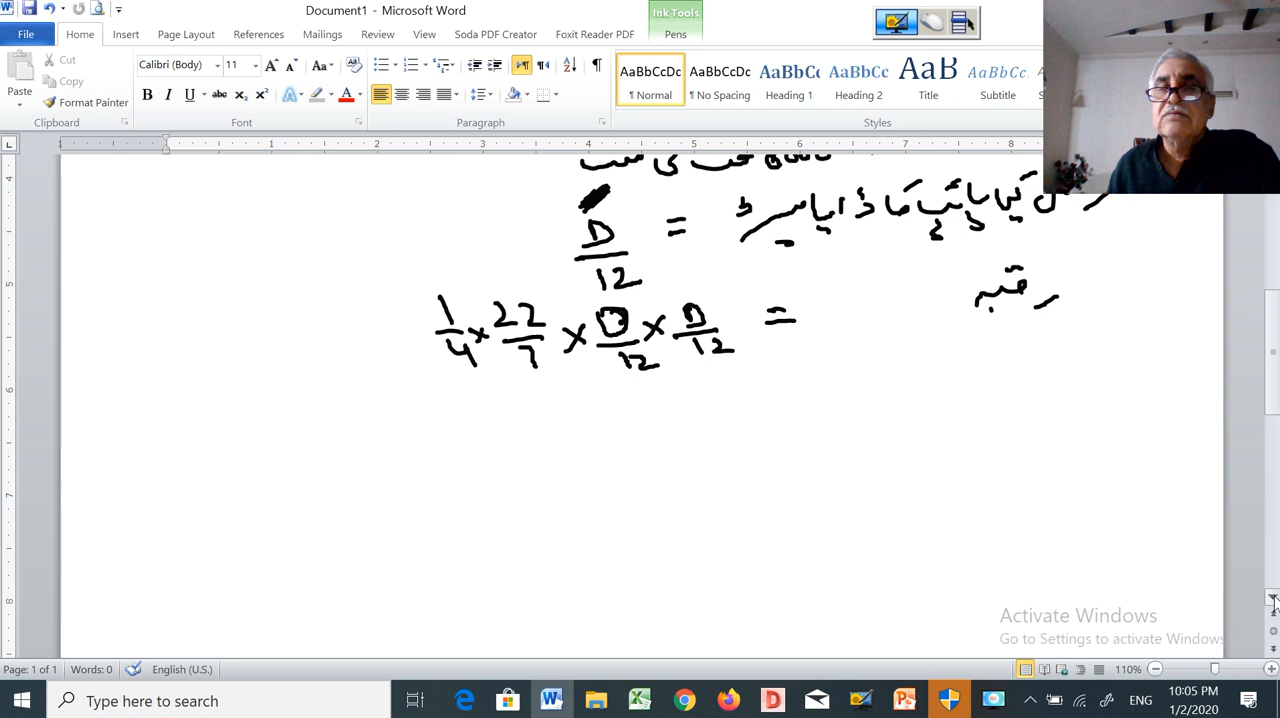 Document1 - Microsoft Word
Ink Tools
File Home Insert Page Layout References Mailings Review View Soda PDF Creator Foxit Reader PDF Pens
Cut
Copy
Format Painter
Paste
Calibri (Body) 11
AaBbCcDc AaBbCcDc AaBbCc AaBbCc AaB AaBbCc.
¶ Normal ¶ No Spacing Heading 1 Heading 2 Title Subtitle
Clipboard Font Paragraph Styles
گیس پائپ کا ڈایامیٹر = D/12
رقبہ = 1/4 × 22/7 × D/12 × D/12
Activate Windows
Go to Settings to activate Windows
Page: 1 of 1 Words: 0 English (U.S.) 110%
Type here to search
ENG
10:05 PM
1/2/2020